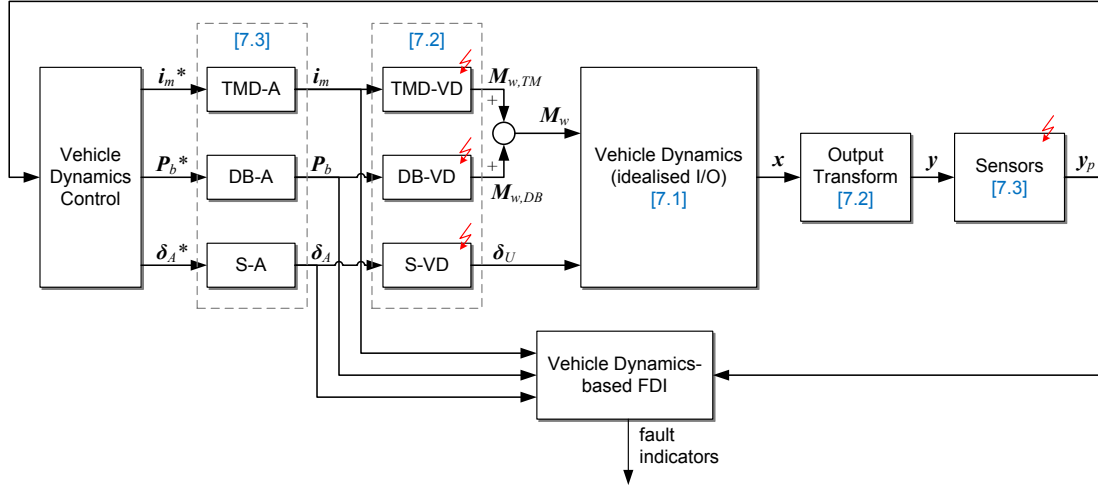 [7.3]
[7.2]
Vehicle
Dynamics
Control
i_m*
TMD-A
i_m
TMD-VD
M_w,TM
+
P_b*
DB-A
P_b
DB-VD
+
M_w,DB
M_w
δ_A*
S-A
δ_A
S-VD
δ_U
Vehicle Dynamics
(idealised I/O)
[7.1]
x
Output
Transform
[7.2]
y
Sensors
[7.3]
y_p
Vehicle Dynamics-
based FDI
fault
indicators